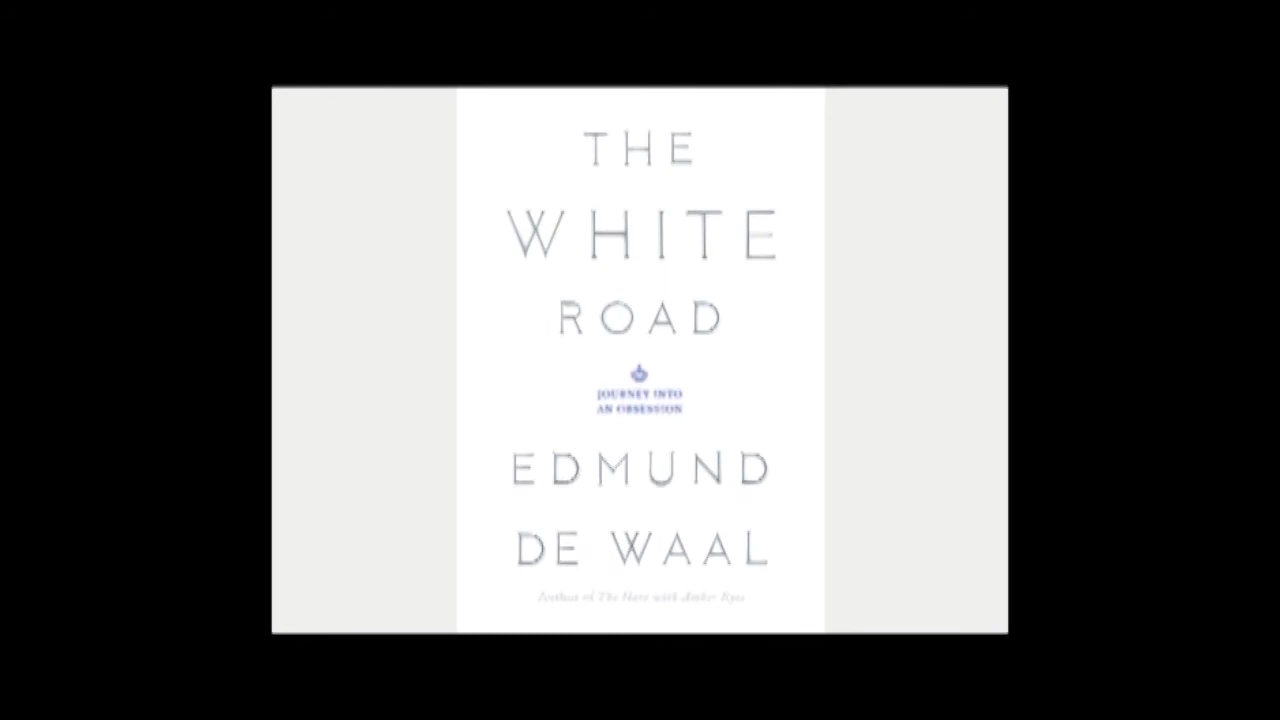 THE
WHITE
ROAD
JOURNEY INTO
AN OBSESSION
EDMUND
DE WAAL
Author of The Hare with Amber Eyes